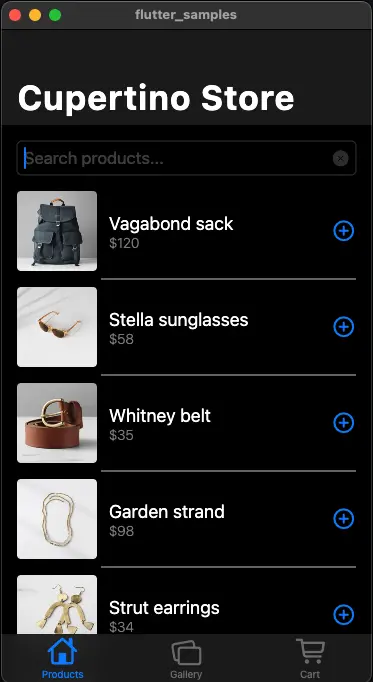 flutter_samples
Cupertino Store
Search products...
Vagabond sack
$120
Stella sunglasses
$58
Whitney belt
$35
Garden strand
$98
Strut earrings
$34
Products
Gallery
Cart